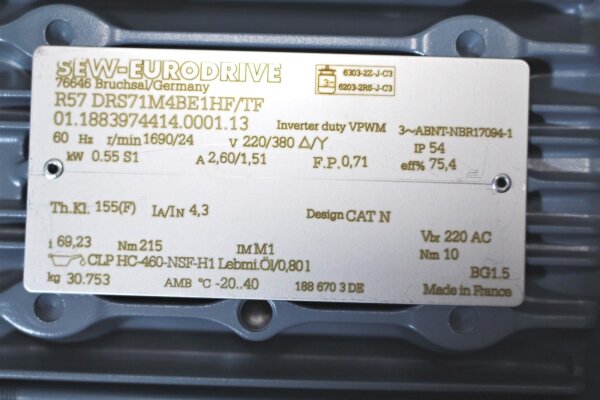 SEW-EURODRIVE
76646 Bruchsal/Germany
6303-2Z-J-C3
3~
6203-2RS-J-C3
R57 DRS71M4BE1HF/TF
01.1883974414.0001.13 Inverter duty VPWM 3~ABNT-NBR17094-1
60 Hz r/min 1690/24 V 220/380 △/Y IP 54
kW 0.55 S1 A 2,60/1,51 F.P. 0,71 eff% 75,4
Th.Kl. 155(F) IA/IN 4,3 Design CAT N
Vbr 220 AC
i 69,23 Nm 215 IM M1 Nm 10
CLP HC-460-NSF-H1 Lebmi.Öl/0,80 l BG1.5
kg 30.753 AMB °C -20..40 188 670 3 DE Made in France